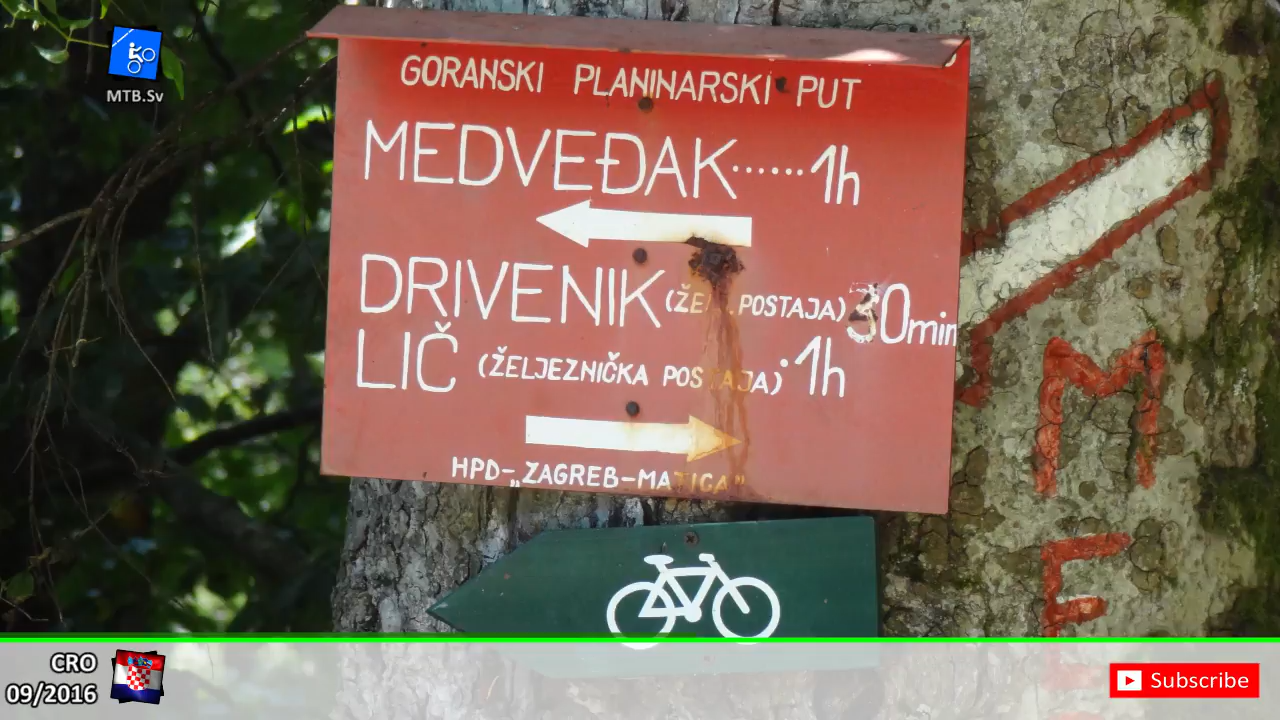 MTB.Sv
GORANSKI PLANINARSKI PUT
MEDVEĐAK......1h
DRIVENIK (ŽE . POSTAJA) 30min
LIČ (ŽELJEZNIČKA POSTAJA) 1h
HPD-„ZAGREB-MATICA"
M
E
CRO
09/2016
Subscribe